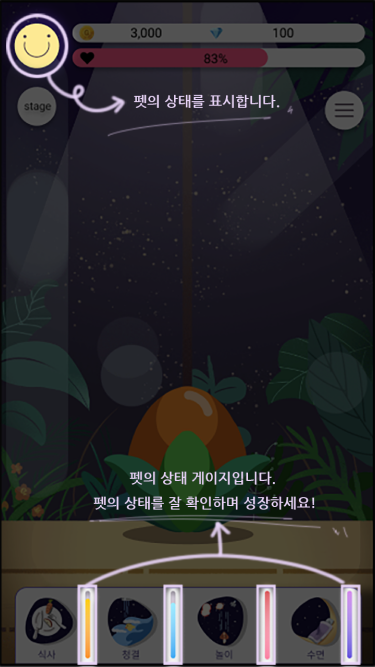 3,000
100
83%
stage
펫의 상태를 표시합니다.
펫의 상태 게이지입니다.
펫의 상태를 잘 확인하며 성장하세요!
식사
청결
놀이
수면